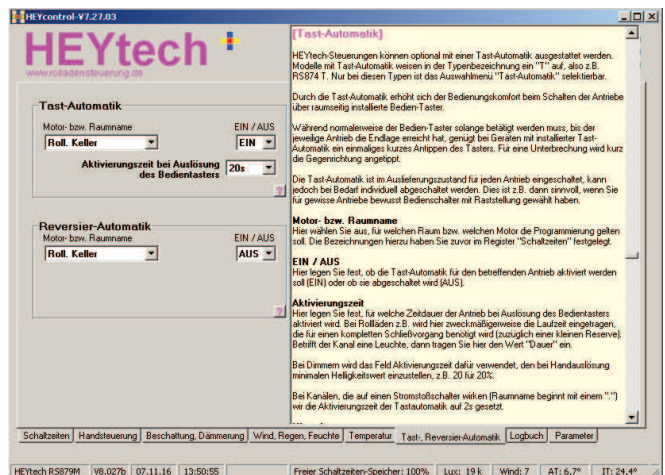 HEYcontrol-V7.27.03
HEYtech
www.rolladensteuerung.de
Tast-Automatik
Motor- bzw. Raumname EIN / AUS
Roll. Keller EIN
Aktivierungszeit bei Auslösung
des Bedientasters
20s
?
Reversier-Automatik
Motor- bzw. Raumname EIN / AUS
Roll. Keller AUS
?
[Tast-Automatik]
HEYtech-Steuerungen können optional mit einer Tast-Automatik ausgestattet werden.
Modelle mit Tast-Automatik weisen in der Typenbezeichnung ein "T" auf, also z.B.
RS874 T. Nur bei diesen Typen ist das Auswahlmenü "Tast-Automatik" selektierbar.
Durch die Tast-Automatik erhöht sich der Bedienungskomfort beim Schalten der Antriebe
über raumseitig installierte Bedien-Taster.
Während normalerweise der Bedien-Taster solange betätigt werden muss, bis der
jeweilige Antrieb die Endlage erreicht hat, genügt bei Geräten mit installierter Tast-
Automatik ein einmaliges kurzes Antippen des Tasters. Für eine Unterbrechung wird kurz
die Gegenrichtung angetippt.
Die Tast-Automatik ist im Auslieferungszustand für jeden Antrieb eingeschaltet, kann
jedoch bei Bedarf individuell abgeschaltet werden. Dies ist z.B. dann sinnvoll, wenn Sie
für gewisse Antriebe bewusst Bedienschalter mit Raststellung gewählt haben.
Motor- bzw. Raumname
Hier wählen Sie aus, für welchen Raum bzw. welchen Motor die Programmierung gelten
soll. Die Bezeichnungen hierzu haben Sie zuvor im Register "Schaltzeiten" festgelegt.
EIN / AUS
Hier legen Sie fest, ob die Tast-Automatik für den betreffenden Antrieb aktiviert werden
soll (EIN) oder ob sie abgeschaltet wird (AUS).
Aktivierungszeit
Hier legen Sie fest, für welche Zeitdauer der Antrieb bei Auslösung des Bedientasters
aktiviert wird. Bei Rollläden z.B. wird hier zweckmäßigerweise die Laufzeit eingetragen,
die für einen kompletten Schließvorgang benötigt wird (zuzüglich einer kleinen Reserve).
Betrifft der Kanal eine Leuchte, dann tragen Sie hier den Wert "Dauer" ein.
Bei Dimmern wird das Feld Aktivierungszeit dafür verwendet, den bei Handauslösung
minimalen Helligkeitswert einzustellen, z.B. 20 für 20%.
Bei Kanälen, die auf einen Stromstoßschalter wirken (Raumname beginnt mit einem ".")
wir die Aktivierungszeit der Tastautomatik auf 2s gesetzt.
Schaltzeiten Handsteuerung Beschattung, Dämmerung Wind, Regen, Feuchte Temperatur Tast-, Reversier-Automatik Logbuch Parameter
HEYtech RS879M V8.027b 07.11.16 13:50:55 Freier Schaltzeiten-Speicher: 100% Lux: 19 k Wind: 7 AT: 6.7° IT: 24.4°